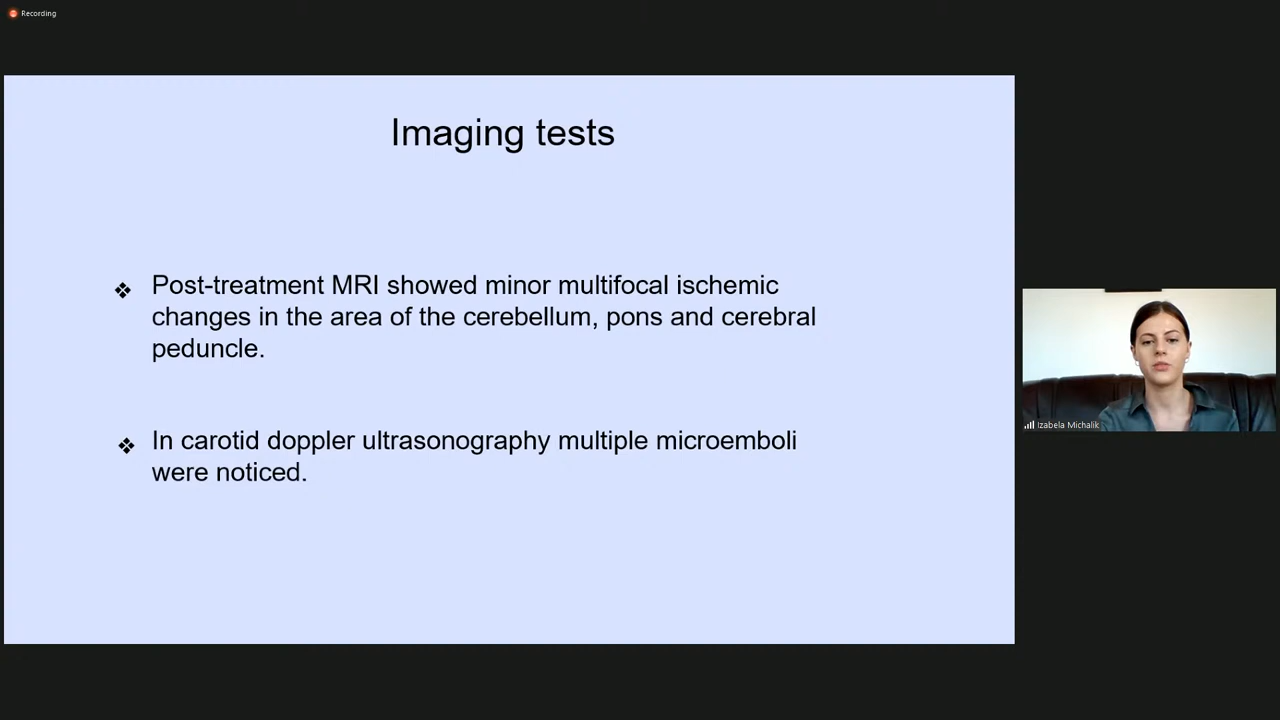 Recording
Imaging tests
❖ Post-treatment MRI showed minor multifocal ischemic
changes in the area of the cerebellum, pons and cerebral
peduncle.
❖ In carotid doppler ultrasonography multiple microemboli
were noticed.
Izabela Michalik